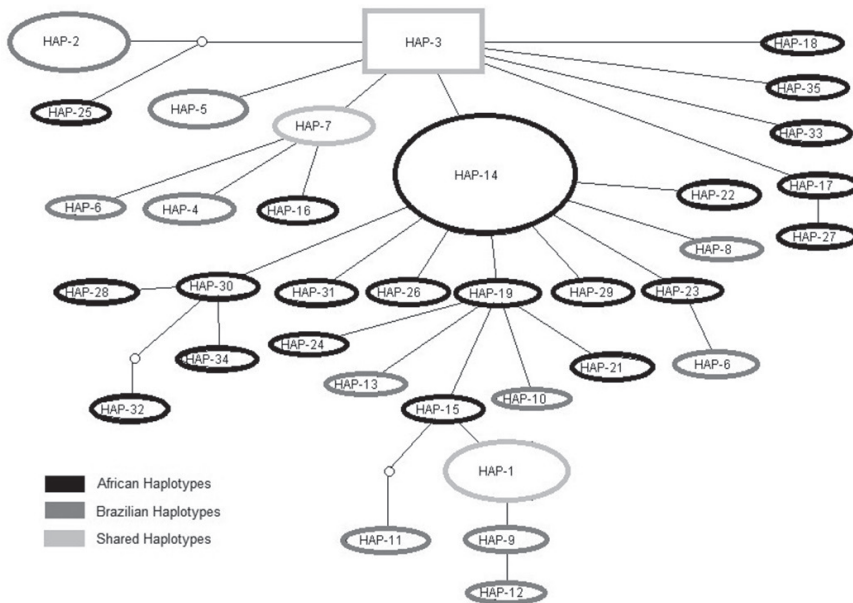 HAP-2
HAP-3
HAP-18
HAP-25
HAP-5
HAP-35
HAP-7
HAP-33
HAP-14
HAP-17
HAP-6
HAP-4
HAP-16
HAP-22
HAP-27
HAP-8
HAP-28
HAP-30
HAP-31
HAP-26
HAP-19
HAP-29
HAP-23
HAP-24
HAP-34
HAP-13
HAP-21
HAP-6
HAP-32
HAP-15
HAP-10
HAP-1
HAP-11
HAP-9
HAP-12
African Haplotypes
Brazilian Haplotypes
Shared Haplotypes